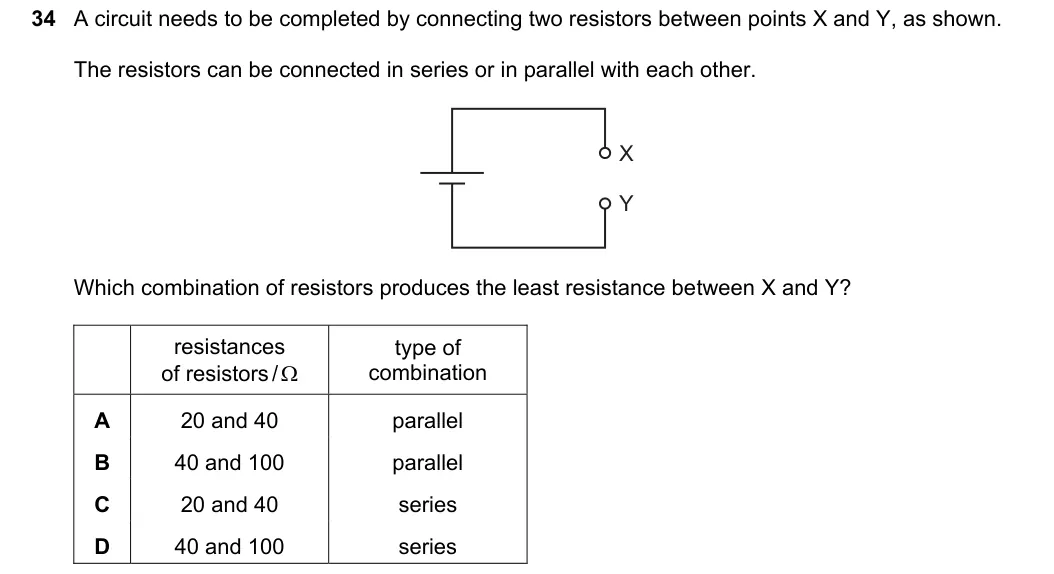 34 A circuit needs to be completed by connecting two resistors between points X and Y, as shown.
The resistors can be connected in series or in parallel with each other.
X
Y
Which combination of resistors produces the least resistance between X and Y?
resistances of resistors / Ω type of combination
A 20 and 40 parallel
B 40 and 100 parallel
C 20 and 40 series
D 40 and 100 series